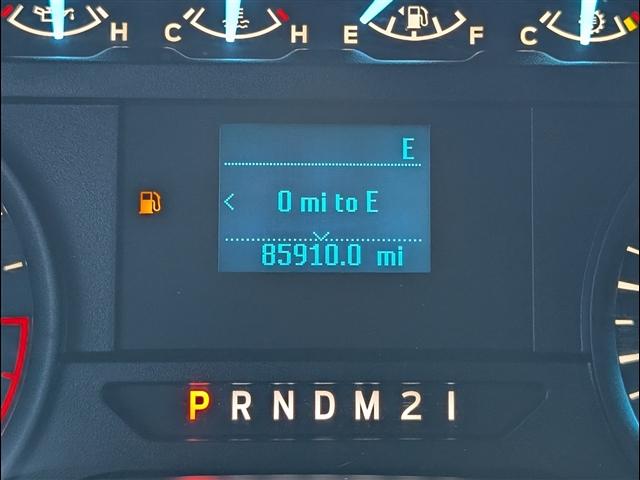 H C H E F C
E
< 0 mi to E
85910.0 mi
P R N D M 2 1